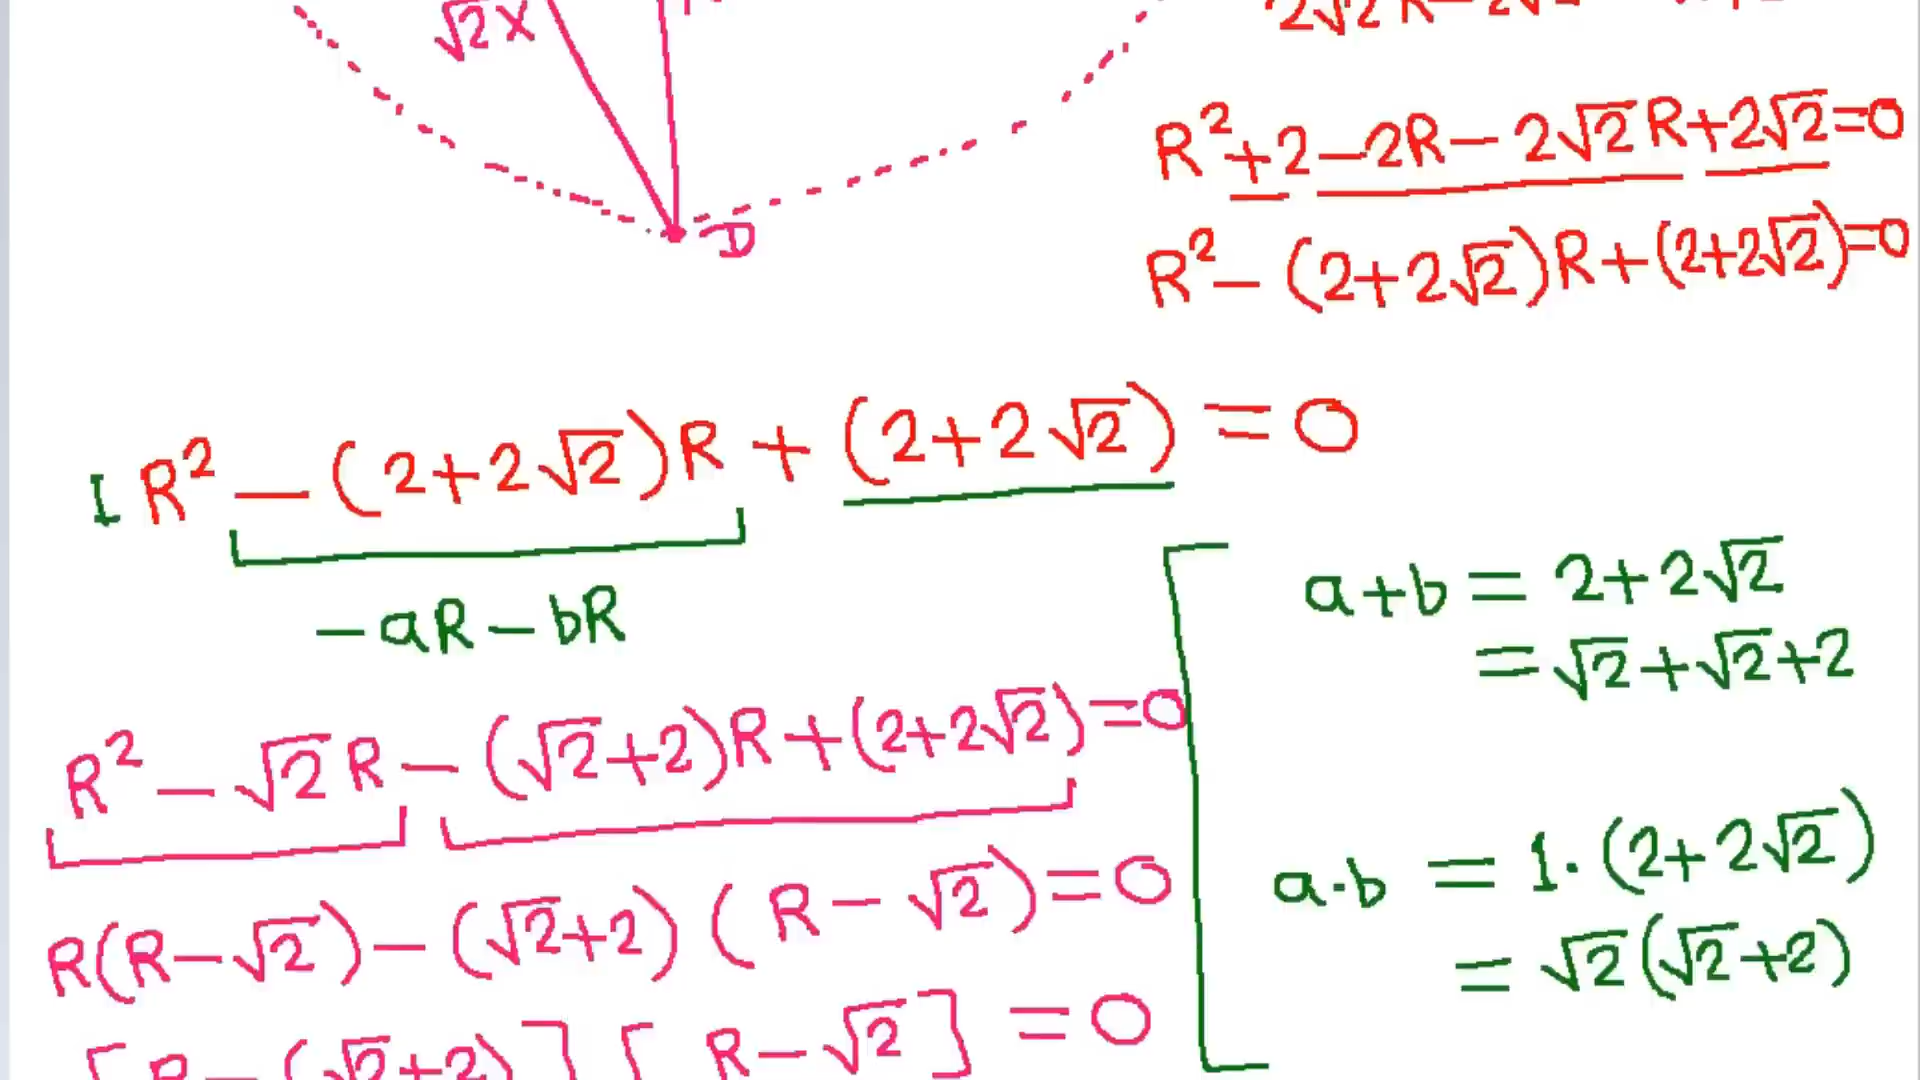 √2x
R²+2-2R-2√2R+2√2=0
D
R²-(2+2√2)R+(2+2√2)=0
1R²-(2+2√2)R+(2+2√2)=0
-aR-bR
a+b=2+2√2
=√2+√2+2
R²-√2R-(√2+2)R+(2+2√2)=0
a·b=1·(2+2√2)
R(R-√2)-(√2+2)(R-√2)=0
=√2(√2+2)
[R-(√2+2)][R-√2]=0